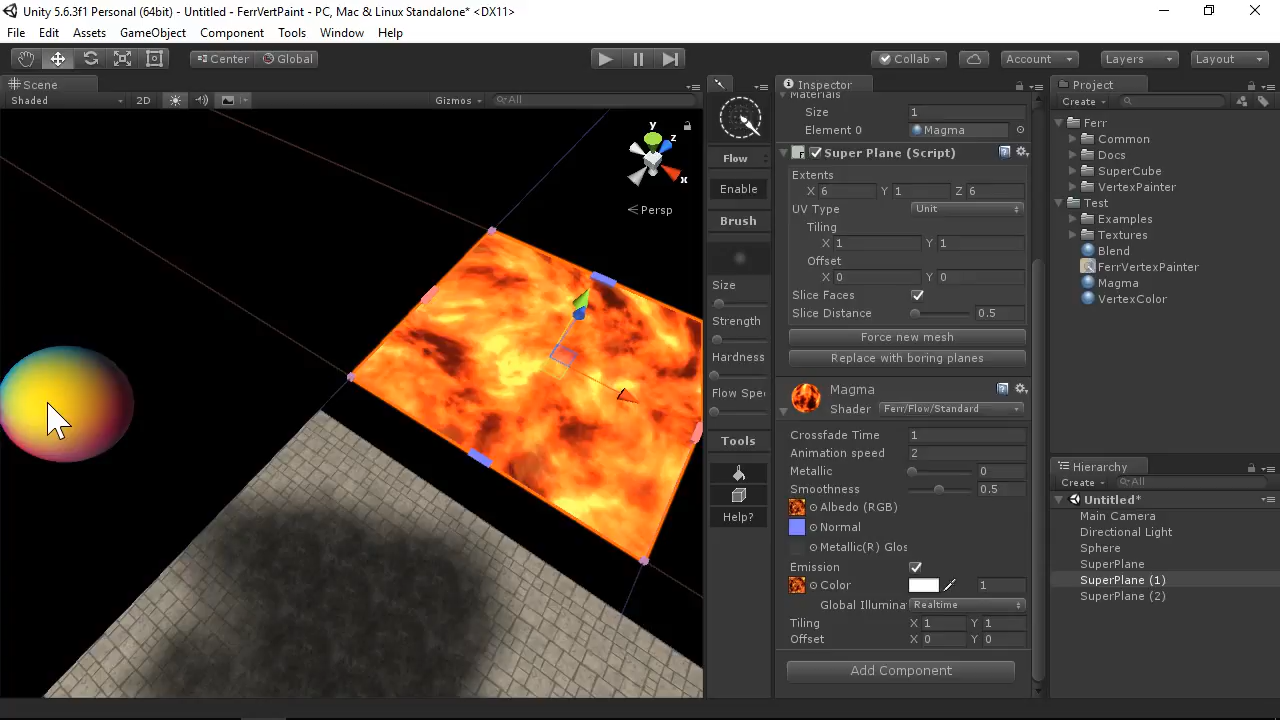 Unity 5.6.3f1 Personal (64bit) - Untitled - FerrVertPaint - PC, Mac & Linux Standalone* <DX11>
File Edit Assets GameObject Component Tools Window Help
Center Global Collab Account Layers Layout
Scene
Shaded 2D Gizmos All
y
z
x
Persp
Flow
Enable
Brush
Size
Strength
Hardness
Flow Spe
Tools
Help?
Inspector
Materials
Size 1
Element 0 Magma
Super Plane (Script)
Extents
X 6 Y 1 Z 6
UV Type Unit
Tiling
X 1 Y 1
Offset
X 0 Y 0
Slice Faces
Slice Distance 0.5
Force new mesh
Replace with boring planes
Magma
Shader Ferr/Flow/Standard
Crossfade Time 1
Animation speed 2
Metallic 0
Smoothness 0.5
Albedo (RGB)
Normal
Metallic(R) Glos
Emission
Color 1
Global Illumina Realtime
Tiling X 1 Y 1
Offset X 0 Y 0
Add Component
Project
Create
Ferr
Common
Docs
SuperCube
VertexPainter
Test
Examples
Textures
Blend
FerrVertexPainter
Magma
VertexColor
Hierarchy
Create All
Untitled*
Main Camera
Directional Light
Sphere
SuperPlane
SuperPlane (1)
SuperPlane (2)